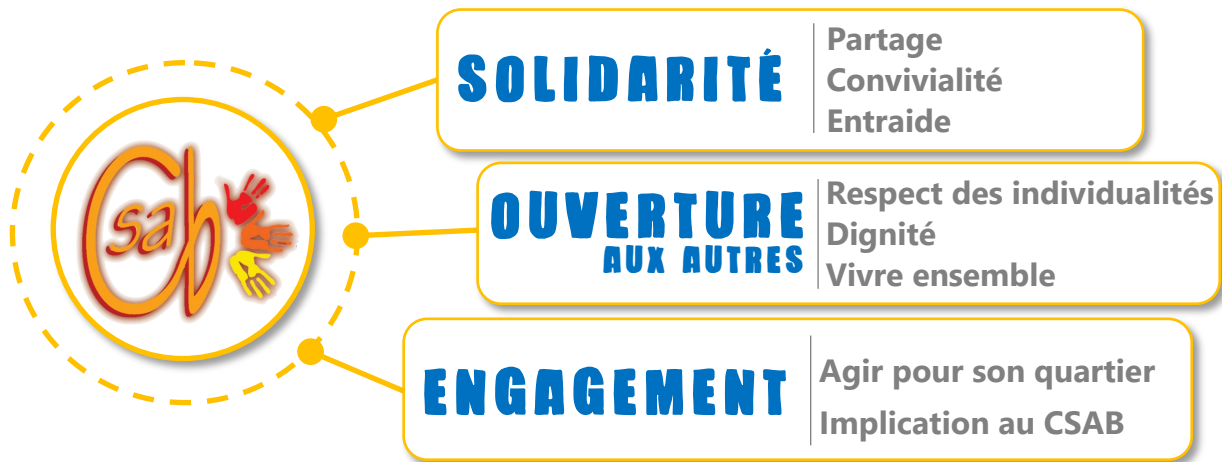 Csab
SOLIDARITÉ
Partage
Convivialité
Entraide
OUVERTURE
AUX AUTRES
Respect des individualités
Dignité
Vivre ensemble
ENGAGEMENT
Agir pour son quartier
Implication au CSAB